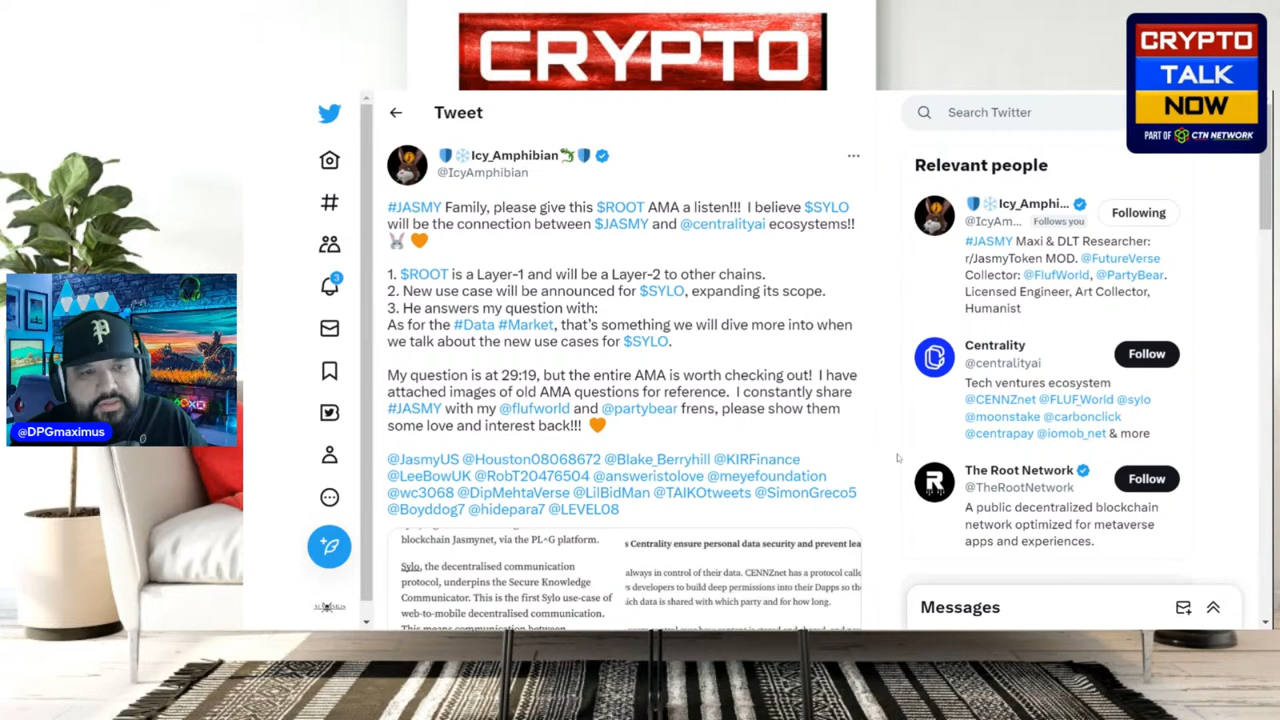 CRYPTO
CRYPTO
TALK
NOW
PART OF CTN NETWORK
Tweet
Search Twitter
Icy_Amphibian
@IcyAmphibian
#JASMY Family, please give this $ROOT AMA a listen!!! I believe $SYLO
will be the connection between $JASMY and @centralityai ecosystems!!
1. $ROOT is a Layer-1 and will be a Layer-2 to other chains.
2. New use case will be announced for $SYLO, expanding its scope.
3. He answers my question with:
As for the #Data #Market, that's something we will dive more into when
we talk about the new use cases for $SYLO.
My question is at 29:19, but the entire AMA is worth checking out! I have
attached images of old AMA questions for reference. I constantly share
#JASMY with my @flufworld and @partybear frens, please show them
some love and interest back!!!
@JasmyUS @Houston08068672 @Blake_Berryhill @KIRFinance
@LeeBowUK @RobT20476504 @answeristolove @meyefoundation
@wc3068 @DipMehtaVerse @LilBidMan @TAIKOtweets @SimonGreco5
@Boyddog7 @hidepara7 @LEVEL08
blockchain Jasmynet, via the PL^G platform.
Sylo, the decentralised communication
protocol, underpins the Secure Knowledge
Communicator. This is the first Sylo use-case of
web-to-mobile decentralised communication.
This means communication between
s Centrality ensure personal data security and prevent lea
always in control of their data. CENNZnet has a protocol calle
s developers to build deep permissions into their Dapps so th
ich data is shared with which party and for how long.
Relevant people
Icy_Amphi...
@IcyAm... Follows you
Following
#JASMY Maxi & DLT Researcher:
r/JasmyToken MOD. @FutureVerse
Collector: @FlufWorld, @PartyBear.
Licensed Engineer, Art Collector,
Humanist
Centrality
@centralityai
Follow
Tech ventures ecosystem
@CENNZnet @FLUF_World @sylo
@moonstake @carbonclick
@centrapay @iomob_net & more
The Root Network
@TheRootNetwork
Follow
A public decentralized blockchain
network optimized for metaverse
apps and experiences.
Messages
3
P
@DPGmaximus